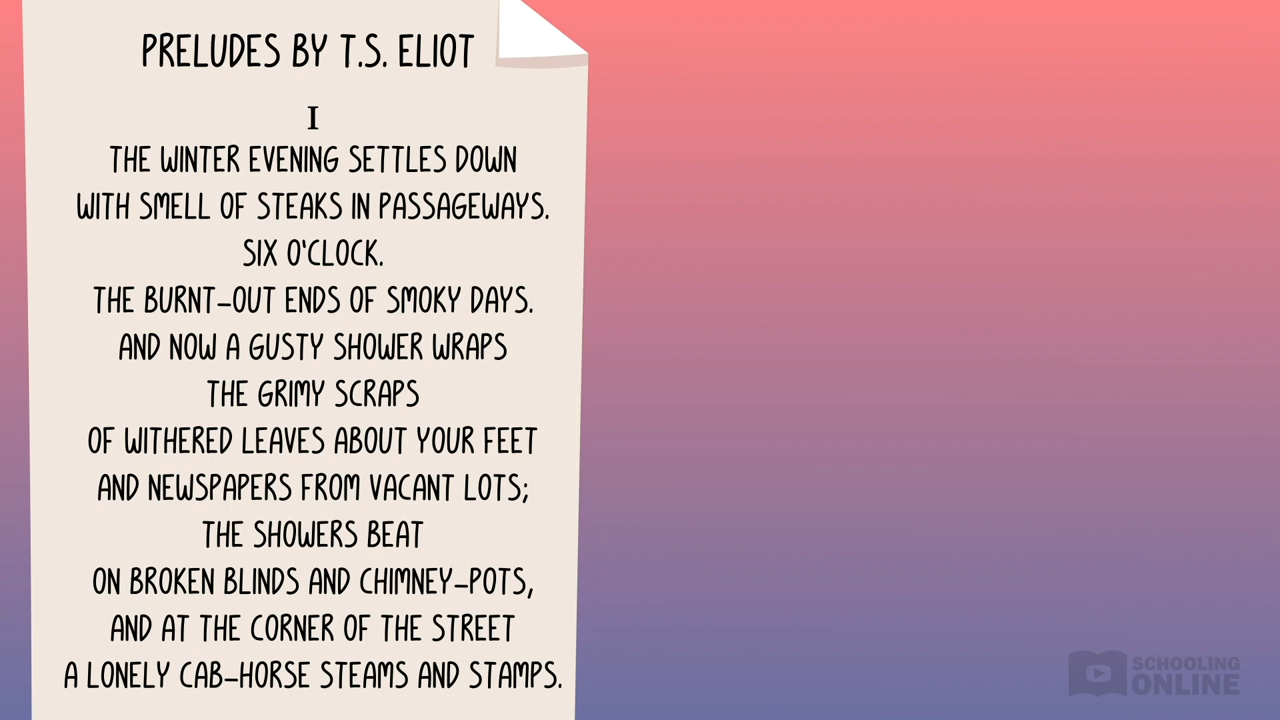 PRELUDES BY T.S. ELIOT
I
THE WINTER EVENING SETTLES DOWN
WITH SMELL OF STEAKS IN PASSAGEWAYS.
SIX O'CLOCK.
THE BURNT-OUT ENDS OF SMOKY DAYS.
AND NOW A GUSTY SHOWER WRAPS
THE GRIMY SCRAPS
OF WITHERED LEAVES ABOUT YOUR FEET
AND NEWSPAPERS FROM VACANT LOTS;
THE SHOWERS BEAT
ON BROKEN BLINDS AND CHIMNEY-POTS,
AND AT THE CORNER OF THE STREET
A LONELY CAB-HORSE STEAMS AND STAMPS.
SCHOOLING
ONLINE